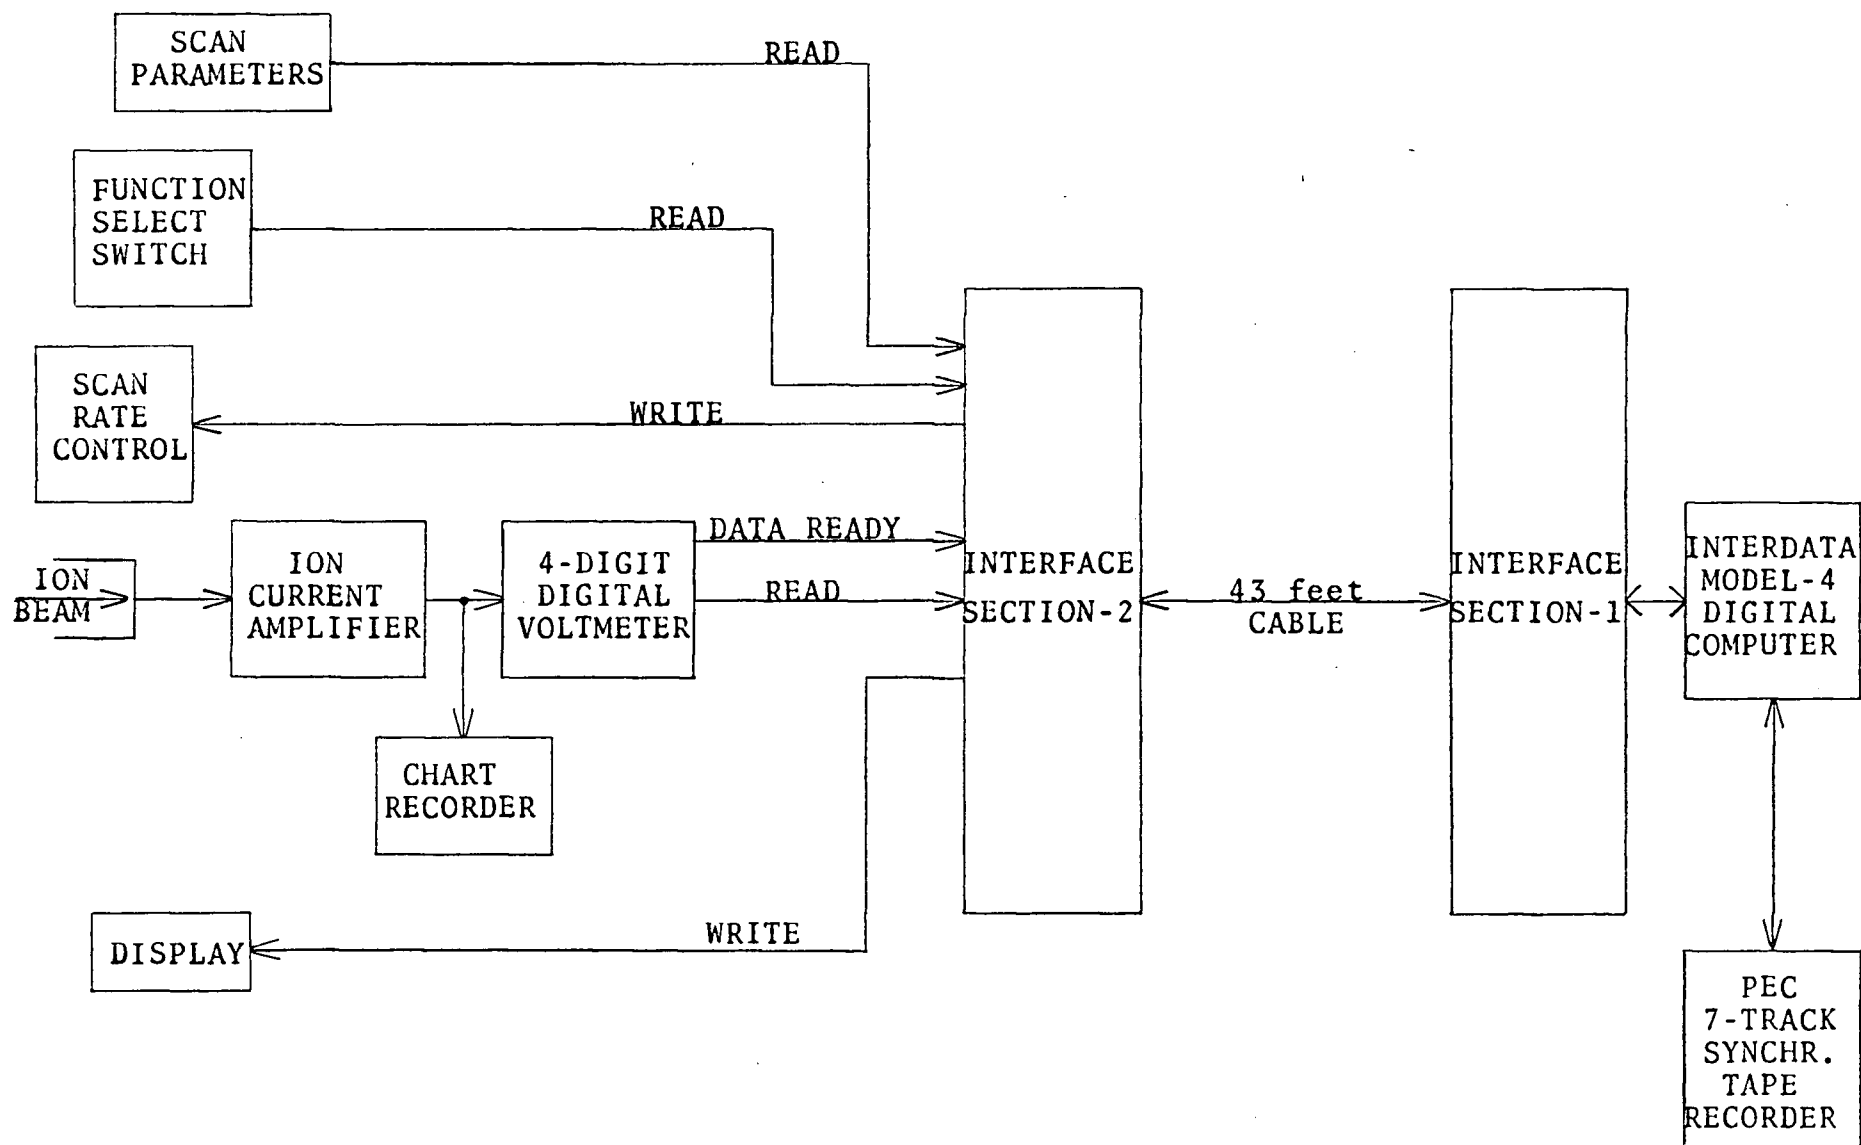 SCAN
PARAMETERS
READ
FUNCTION
SELECT
SWITCH
READ
SCAN
RATE
CONTROL
WRITE
ION
BEAM
ION
CURRENT
AMPLIFIER
4-DIGIT
DIGITAL
VOLTMETER
DATA READY
READ
INTERFACE
SECTION-2
43 feet
CABLE
INTERFACE
SECTION-1
INTERDATA
MODEL-4
DIGITAL
COMPUTER
CHART
RECORDER
DISPLAY
WRITE
PEC
7-TRACK
SYNCHR.
TAPE
RECORDER